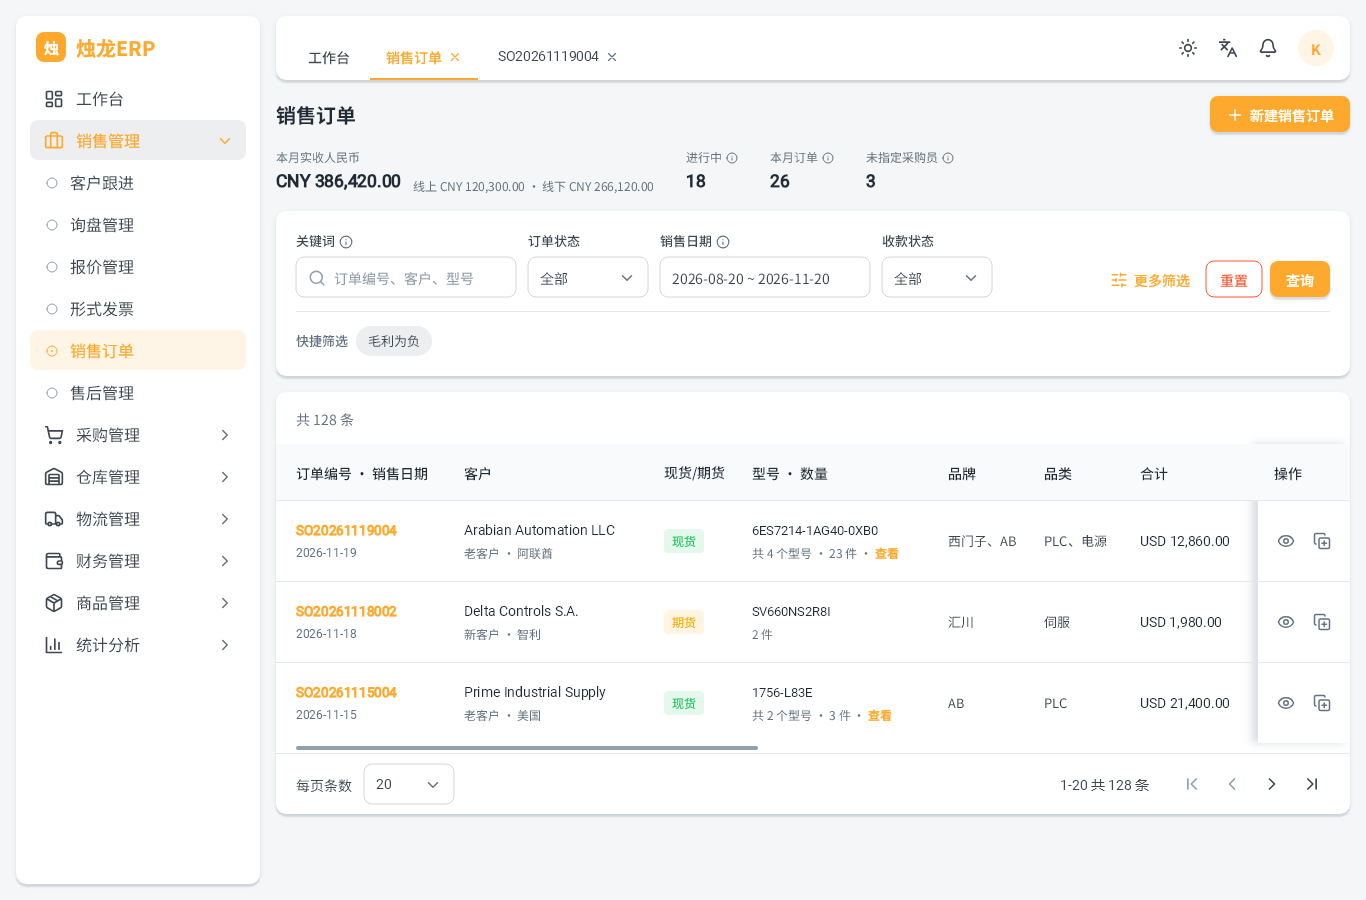 烛 烛龙ERP
工作台
销售管理
客户跟进
询盘管理
报价管理
形式发票
销售订单
售后管理
采购管理
仓库管理
物流管理
财务管理
商品管理
统计分析
工作台 销售订单 SO20261119004 K
销售订单 新建销售订单
本月实收人民币 进行中 本月订单 未指定采购员
CNY 386,420.00 线上 CNY 120,300.00 · 线下 CNY 266,120.00 18 26 3
关键词 订单状态 销售日期 收款状态
订单编号、客户、型号 全部 2026-08-20 ~ 2026-11-20 全部 更多筛选 重置 查询
快捷筛选 毛利为负
共 128 条
订单编号 · 销售日期 客户 现货/期货 型号 · 数量 品牌 品类 合计 操作
SO20261119004 Arabian Automation LLC 现货 6ES7214-1AG40-0XB0 西门子、AB PLC、电源 USD 12,860.00
2026-11-19 老客户 · 阿联酋 共 4 个型号 · 23 件 · 查看
SO20261118002 Delta Controls S.A. 期货 SV660NS2R8I 汇川 伺服 USD 1,980.00
2026-11-18 新客户 · 智利 2 件
SO20261115004 Prime Industrial Supply 现货 1756-L83E AB PLC USD 21,400.00
2026-11-15 老客户 · 美国 共 2 个型号 · 3 件 · 查看
每页条数 20 1-20 共 128 条